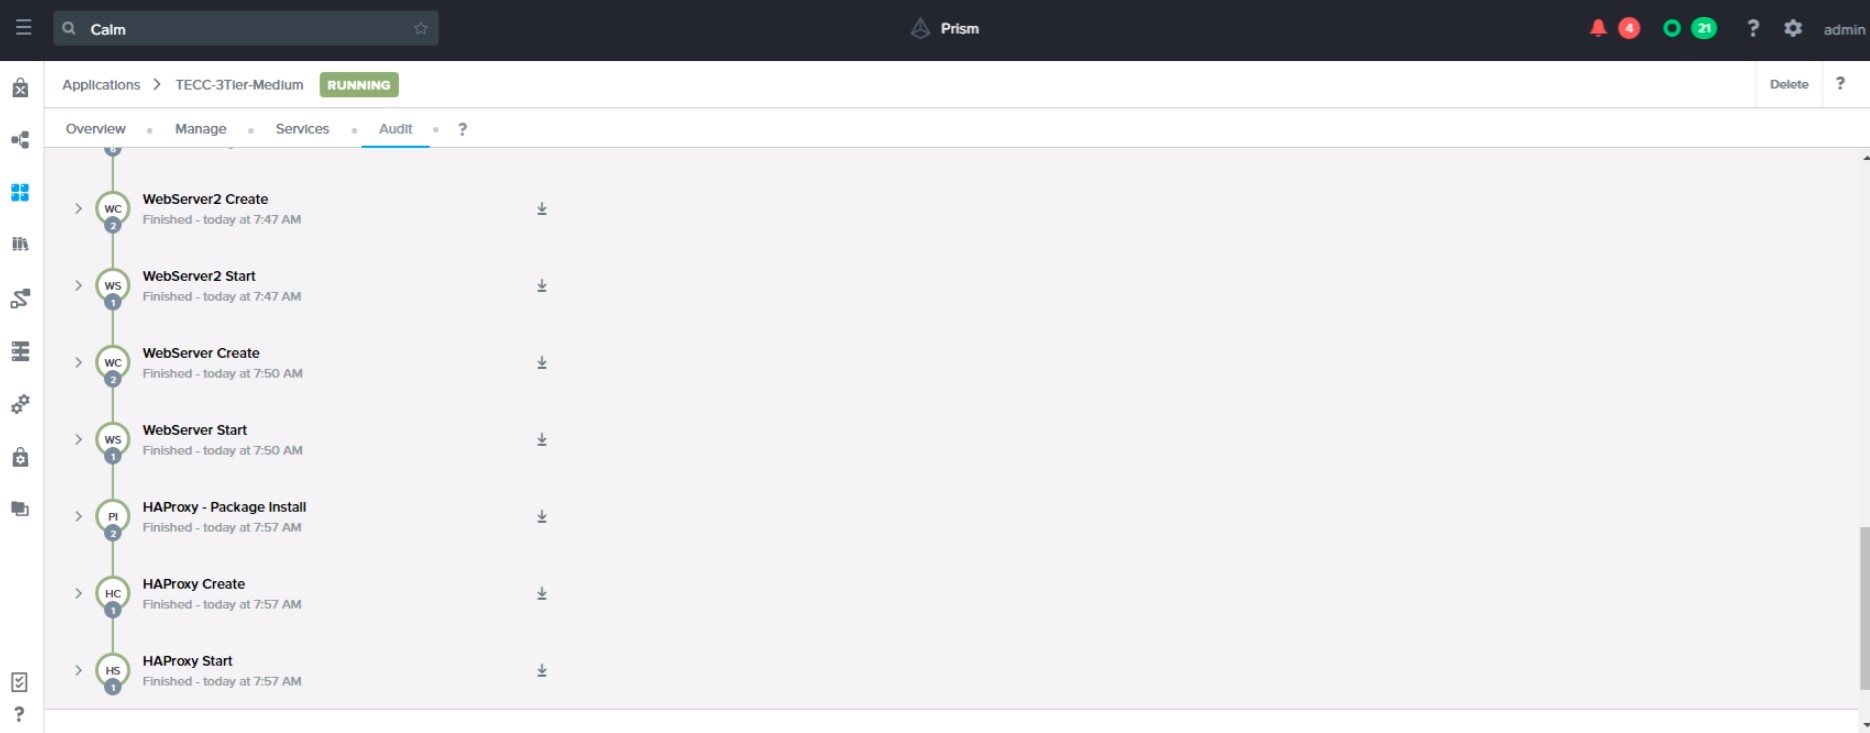 Calm
Prism
4
21
?
admin
Applications > TECC-3Tier-Medium RUNNING
Delete
?
Overview
Manage
Services
Audit
?
6
WC
2
WebServer2 Create
Finished - today at 7:47 AM
WS
1
WebServer2 Start
Finished - today at 7:47 AM
WC
2
WebServer Create
Finished - today at 7:50 AM
WS
1
WebServer Start
Finished - today at 7:50 AM
PI
2
HAProxy - Package Install
Finished - today at 7:57 AM
HC
1
HAProxy Create
Finished - today at 7:57 AM
HS
1
HAProxy Start
Finished - today at 7:57 AM
?